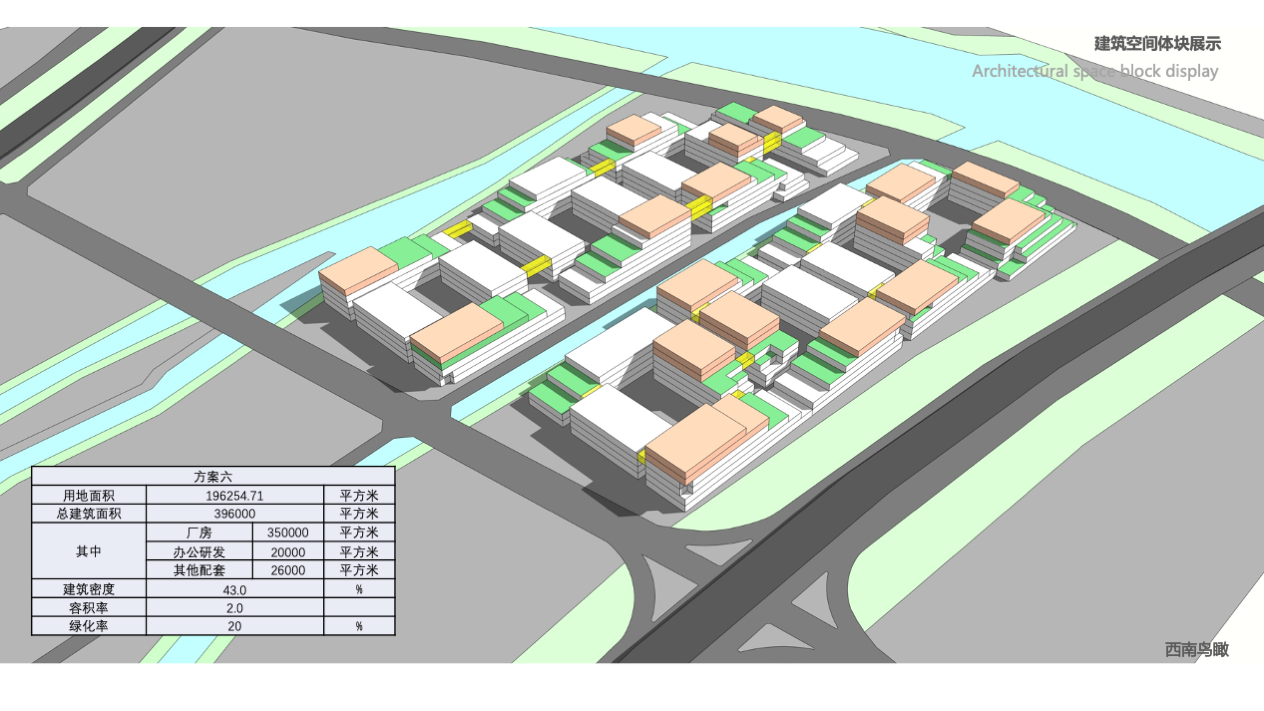 建筑空间体块展示
Architectural space block display
方案六
用地面积 196254.71 平方米
总建筑面积 396000 平方米
其中 厂房 350000 平方米
办公研发 20000 平方米
其他配套 26000 平方米
建筑密度 43.0 %
容积率 2.0
绿化率 20 %
西南鸟瞰